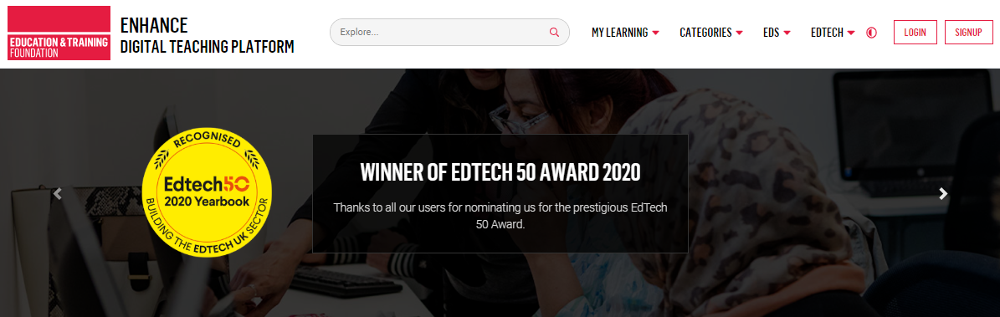 EDUCATION & TRAINING
FOUNDATION
ENHANCE
DIGITAL TEACHING PLATFORM
Explore...
MY LEARNING
CATEGORIES
EDS
EDTECH
LOGIN
SIGNUP
RECOGNISED
Edtech50
2020 Yearbook
BUILDING THE EDTECH UK SECTOR
WINNER OF EDTECH 50 AWARD 2020
Thanks to all our users for nominating us for the prestigious EdTech
50 Award.